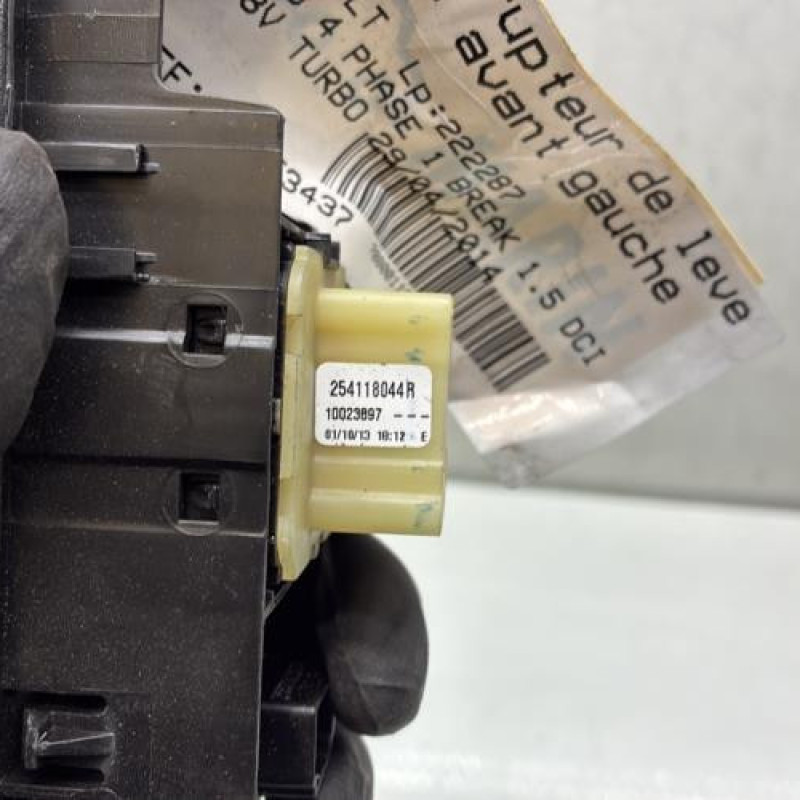 rupteur de leve
avant gauche
LT LP:222287
4 PHASE 1 BREAK 1.5 DCI
8V TURBO 29/04/2014
3437
254118044R
10023897 ---
01/10/13 18:12 E